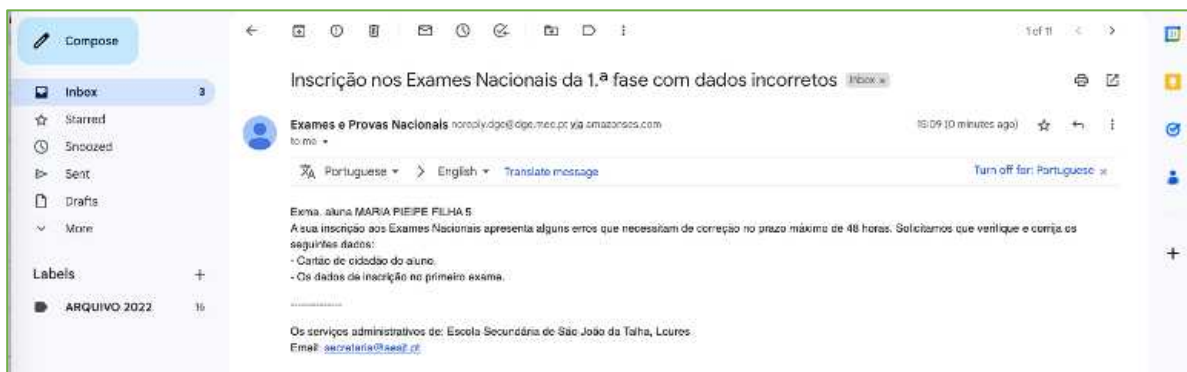 Compose
1 of 11
Inbox 3
Starred
Snoozed
Sent
Drafts
More
Labels
ARQUIVO 2022 16
Inscrição nos Exames Nacionais da 1.ª fase com dados incorretos Inbox x
Exames e Provas Nacionais noreply.dge@dge.mec.pt via amazonses.com 15:09 (0 minutes ago)
to me
Portuguese > English Translate message Turn off for: Portuguese x
Exma. aluna MARIA PIEIPE FILHA 5
A sua inscrição aos Exames Nacionais apresenta alguns erros que necessitam de correção no prazo máximo de 48 horas. Solicitamos que verifique e corrija os
seguintes dados:
- Cartão de cidadão do aluno.
- Os dados de inscrição no primeiro exame.
--------------
Os serviços administrativos de: Escola Secundária de São João da Talha, Loures
Email: